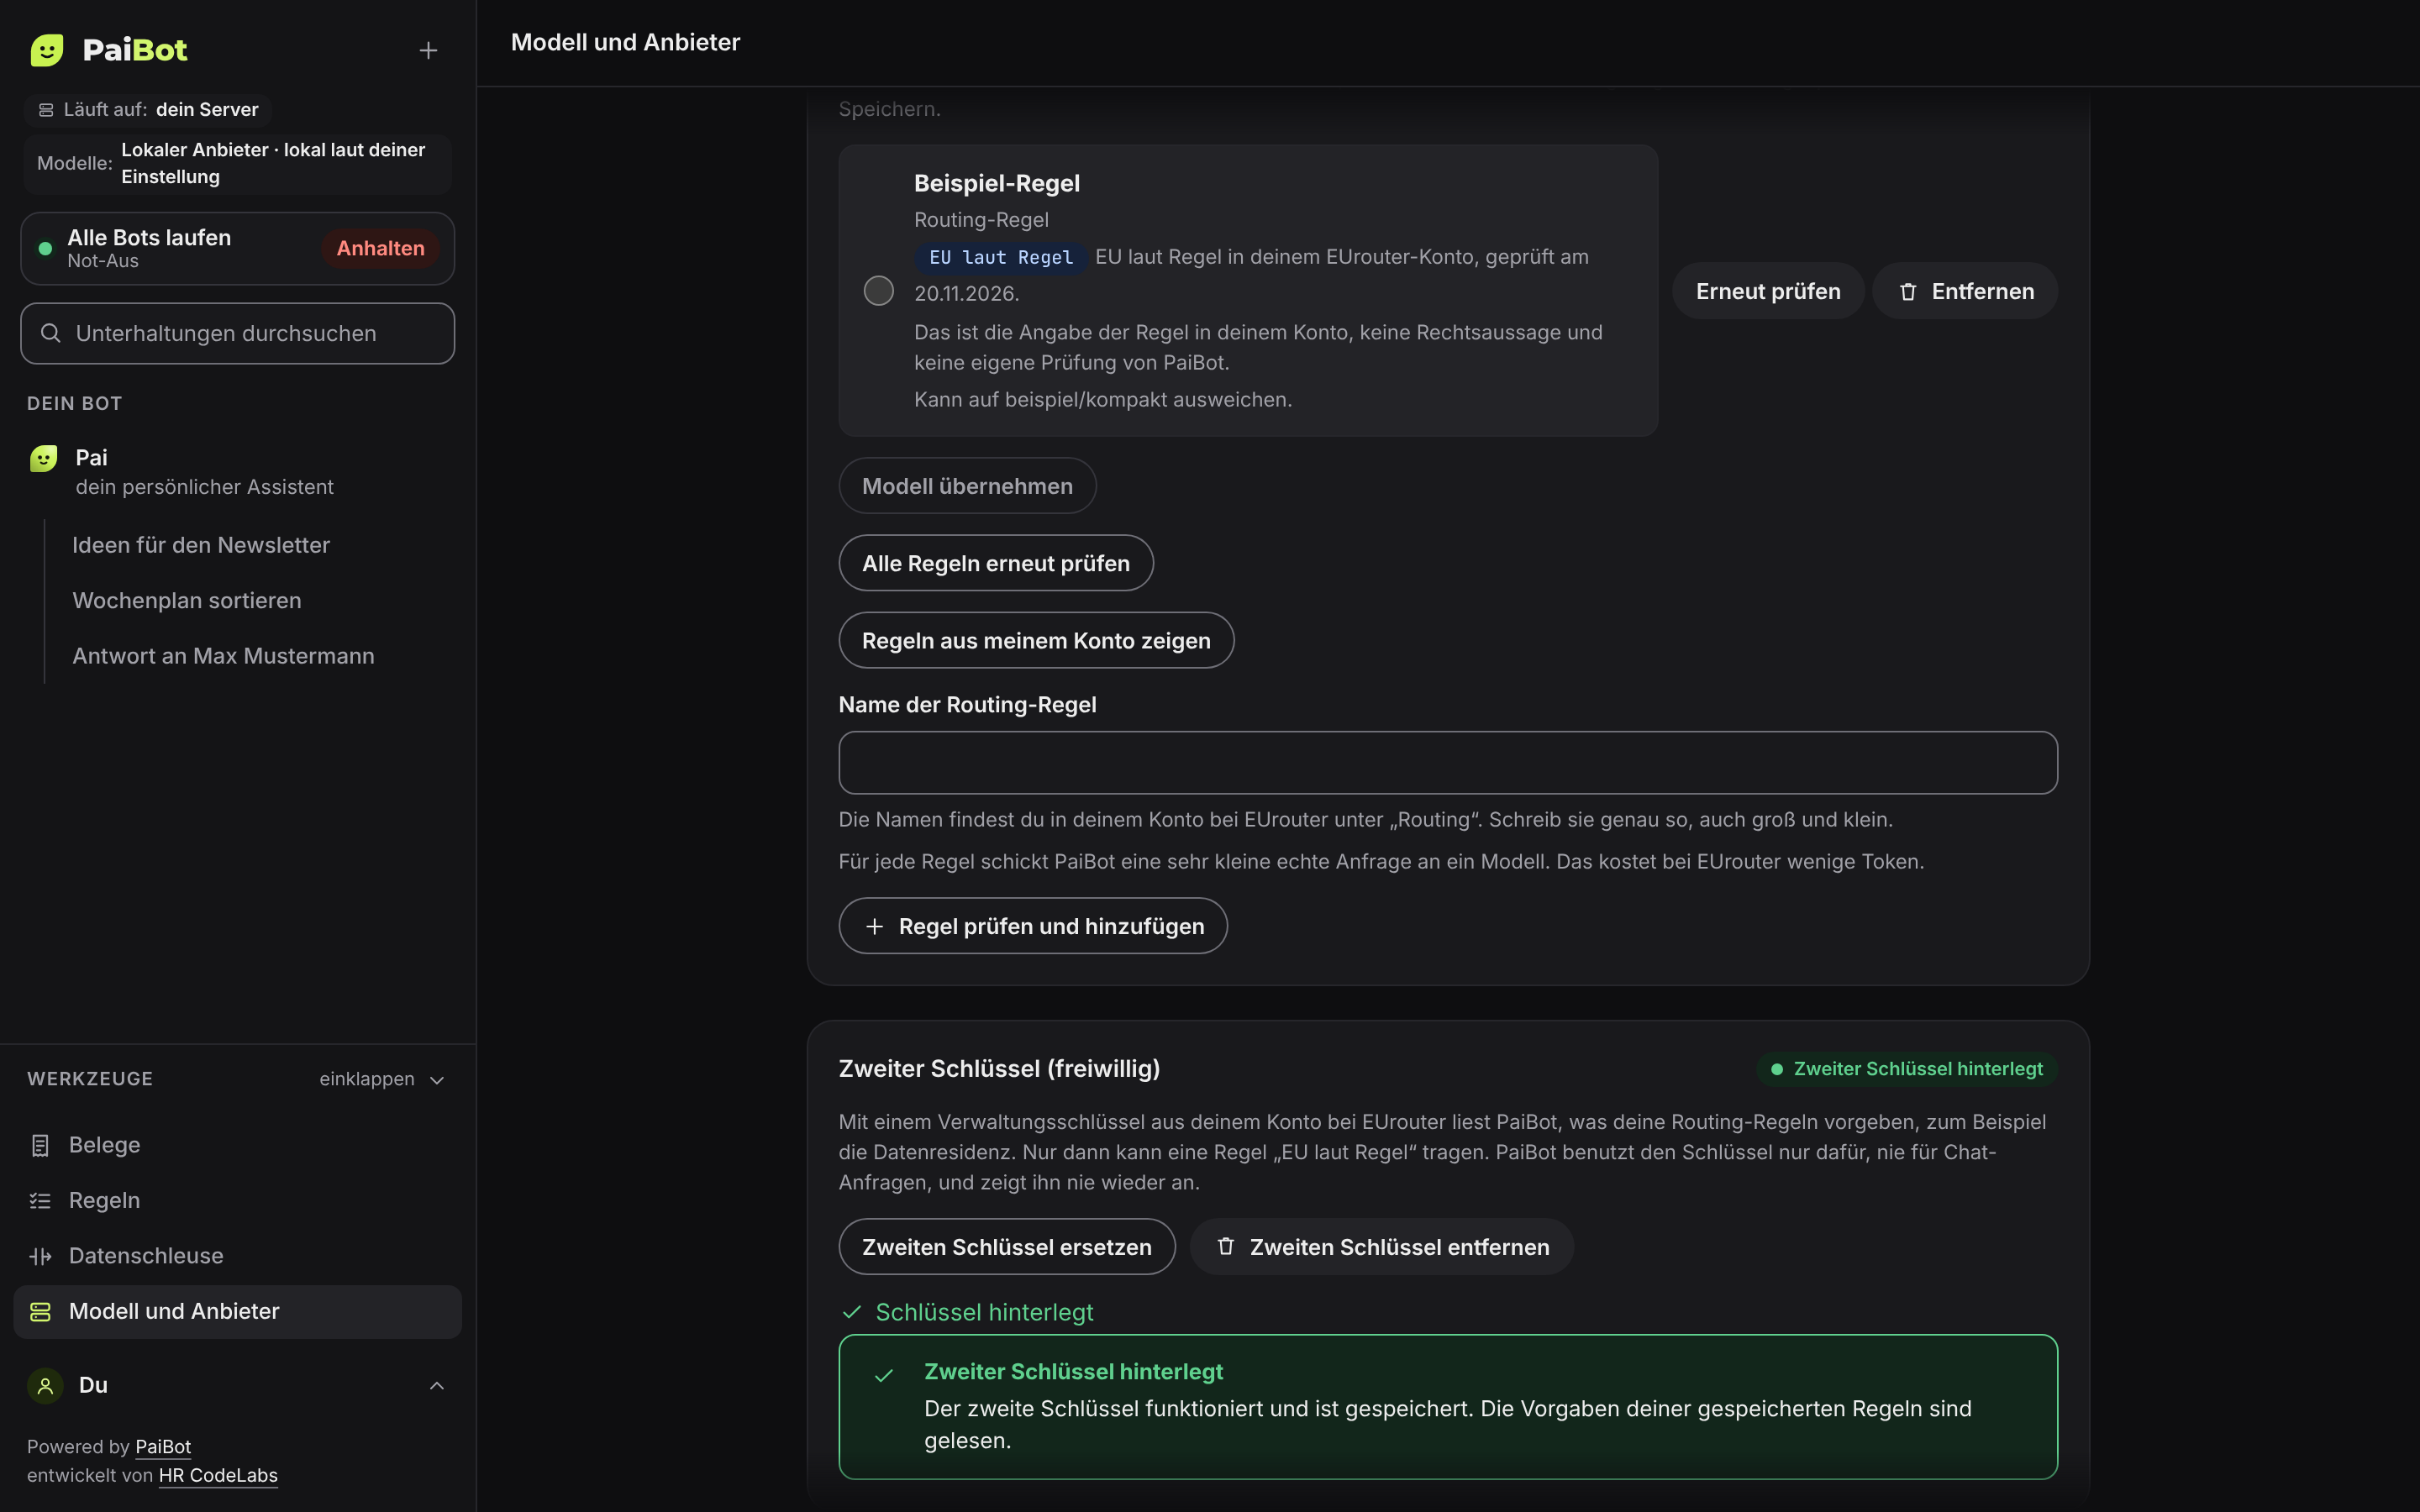 PaiBot
Läuft auf: dein Server
Modelle: Lokaler Anbieter · lokal laut deiner
Einstellung
Alle Bots laufen
Not-Aus
Anhalten
Unterhaltungen durchsuchen
DEIN BOT
Pai
dein persönlicher Assistent
Ideen für den Newsletter
Wochenplan sortieren
Antwort an Max Mustermann
WERKZEUGE
einklappen
Belege
Regeln
Datenschleuse
Modell und Anbieter
Du
Powered by PaiBot
entwickelt von HR CodeLabs
Modell und Anbieter
Speichern.
Beispiel-Regel
Routing-Regel
EU laut Regel EU laut Regel in deinem EUrouter-Konto, geprüft am
20.11.2026.
Das ist die Angabe der Regel in deinem Konto, keine Rechtsaussage und
keine eigene Prüfung von PaiBot.
Kann auf beispiel/kompakt ausweichen.
Erneut prüfen
Entfernen
Modell übernehmen
Alle Regeln erneut prüfen
Regeln aus meinem Konto zeigen
Name der Routing-Regel
Die Namen findest du in deinem Konto bei EUrouter unter „Routing“. Schreib sie genau so, auch groß und klein.
Für jede Regel schickt PaiBot eine sehr kleine echte Anfrage an ein Modell. Das kostet bei EUrouter wenige Token.
Regel prüfen und hinzufügen
Zweiter Schlüssel (freiwillig)
Zweiter Schlüssel hinterlegt
Mit einem Verwaltungsschlüssel aus deinem Konto bei EUrouter liest PaiBot, was deine Routing-Regeln vorgeben, zum Beispiel
die Datenresidenz. Nur dann kann eine Regel „EU laut Regel“ tragen. PaiBot benutzt den Schlüssel nur dafür, nie für Chat-
Anfragen, und zeigt ihn nie wieder an.
Zweiten Schlüssel ersetzen
Zweiten Schlüssel entfernen
Schlüssel hinterlegt
Zweiter Schlüssel hinterlegt
Der zweite Schlüssel funktioniert und ist gespeichert. Die Vorgaben deiner gespeicherten Regeln sind
gelesen.